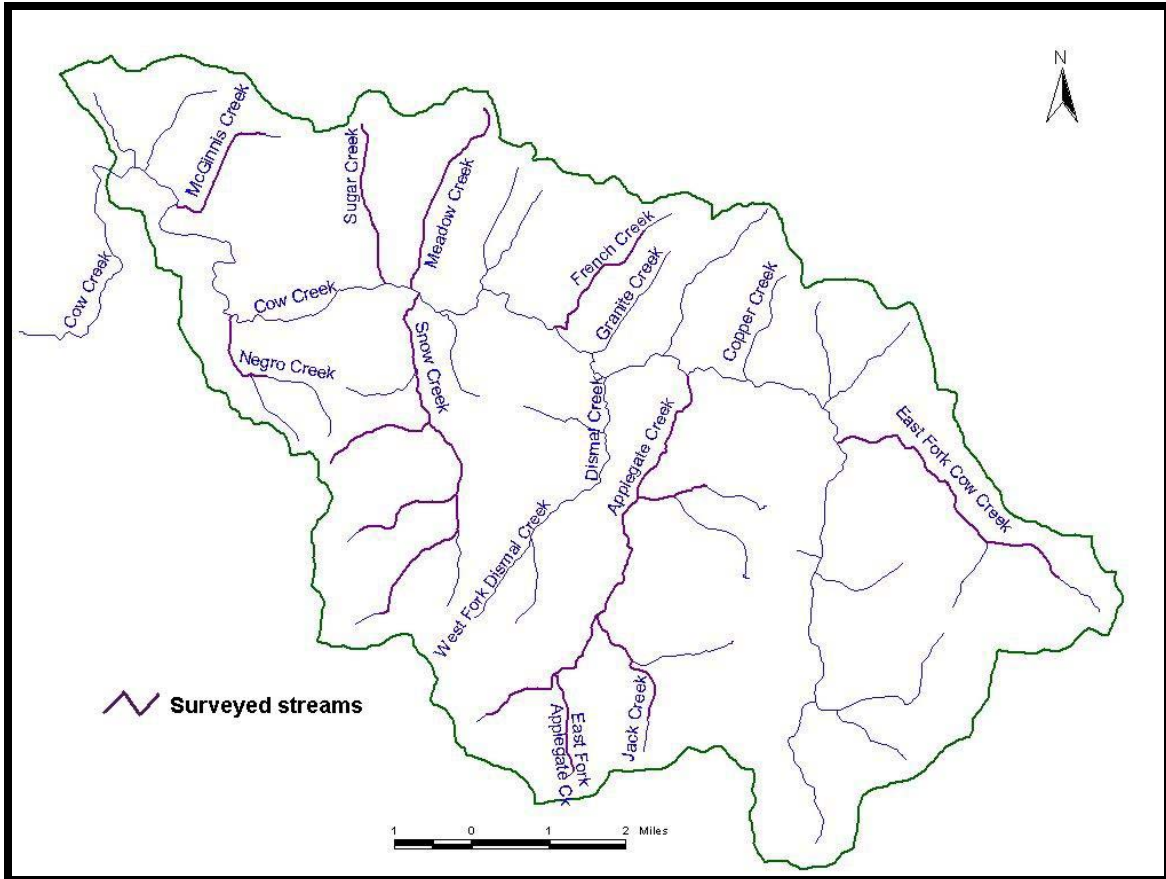 N
McGinnis Creek
Sugar Creek
Meadow Creek
Cow Creek
Cow Creek
French Creek
Granite Creek
Copper Creek
Negro Creek
Snow Creek
Dismal Creek
Applegate Creek
East Fork Cow Creek
West Fork Dismal Creek
Surveyed streams
Jack Creek
East Fork
Applegate Ck
1 0 1 2 Miles